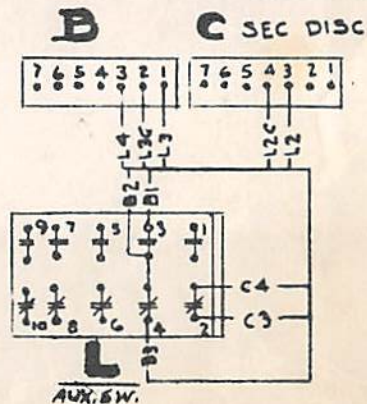 B C SEC DISC
7 6 5 4 3 2 1 7 6 5 4 3 2 1
L4 L3C L3 L2C L2
B2 B1
9 7 5 3 1
C4
C3
10 8 6 4 2
B3
L
AUX. SW.